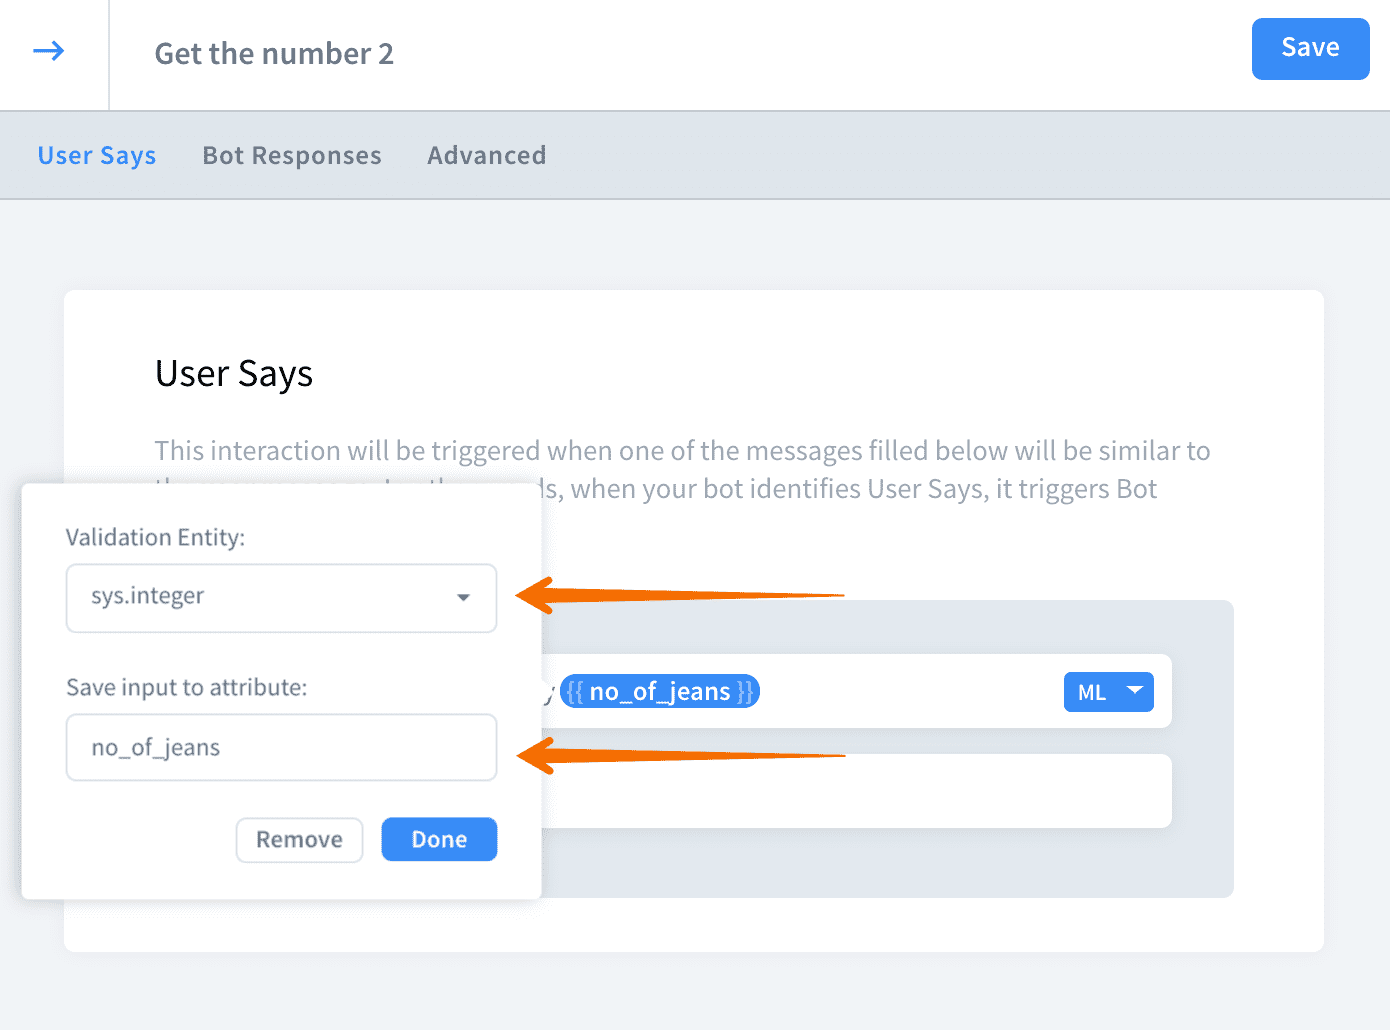 Get the number 2
Save
User Says
Bot Responses
Advanced
User Says
This interaction will be triggered when one of the messages filled below will be similar to
ds, when your bot identifies User Says, it triggers Bot
Validation Entity:
sys.integer
Save input to attribute:
no_of_jeans
Remove
Done
y {{ no_of_jeans }}
ML